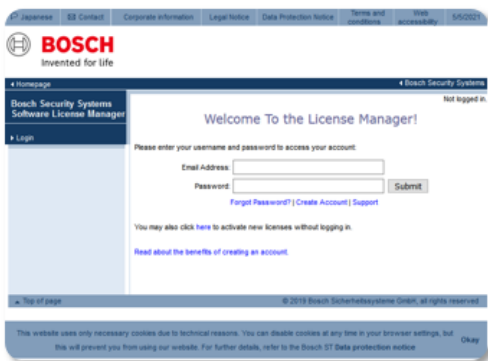 Japanese Contact Corporate information Legal Notice Data Protection Notice Terms and conditions Web accessibility 5/5/2021
BOSCH
Invented for life
Homepage Bosch Security Systems
Bosch Security Systems
Software License Manager
Not logged in.
Login
Welcome To the License Manager!
Please enter your username and password to access your account:
Email Address:
Password: Submit
Forgot Password? | Create Account | Support
You may also click here to activate new licenses without logging in.
Read about the benefits of creating an account.
Top of page © 2019 Bosch Sicherheitssysteme GmbH, all rights reserved
This website uses only necessary cookies due to technical reasons. You can disable cookies at any time in your browser settings, but
this will prevent you from using our website. For further details, refer to the Bosch ST Data protection notice
Okay